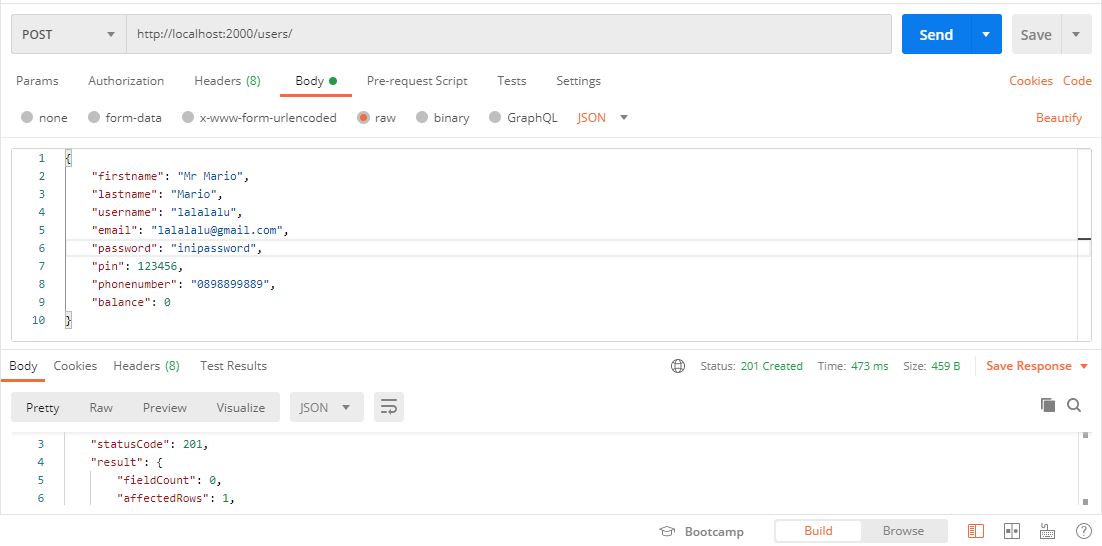 POST http://localhost:2000/users/ Send Save
Params Authorization Headers (8) Body Pre-request Script Tests Settings Cookies Code
none form-data x-www-form-urlencoded raw binary GraphQL JSON Beautify
1 {
2 "firstname": "Mr Mario",
3 "lastname": "Mario",
4 "username": "lalalalu",
5 "email": "lalalalu@gmail.com",
6 "password": "inipassword",
7 "pin": 123456,
8 "phonenumber": "0898899889",
9 "balance": 0
10 }
Body Cookies Headers (8) Test Results Status: 201 Created Time: 473 ms Size: 459 B Save Response
Pretty Raw Preview Visualize JSON
3 "statusCode": 201,
4 "result": {
5 "fieldCount": 0,
6 "affectedRows": 1,
Bootcamp Build Browse ?